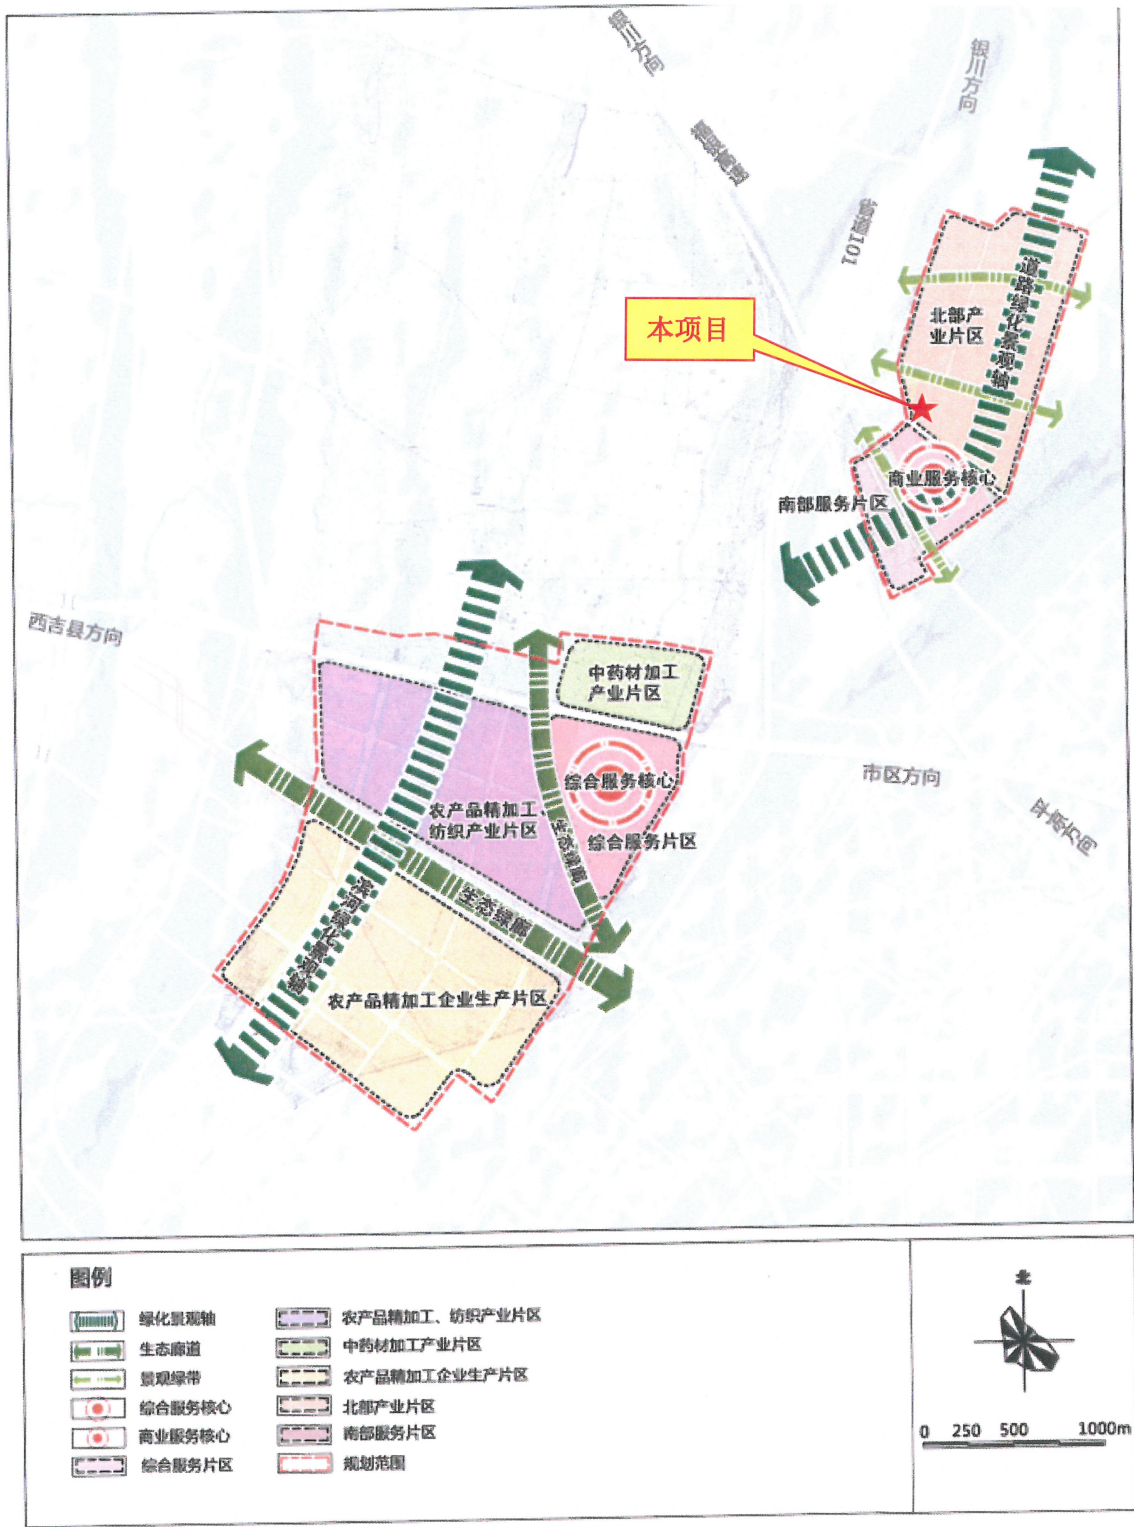 银川方向
银川方向
福银高速
省道101
道路绿化景观轴
北部产
业片区
本项目
商业服务核心
南部服务片区
西吉县方向
中药材加工
产业片区
综合服务核心
市区方向
农产品精加工
纺织产业片区
综合服务片区
平凉方向
生态绿廊
生态绿廊
滨河绿化景观轴
农产品精加工企业生产片区
图例
绿化景观轴
生态廊道
景观绿带
综合服务核心
商业服务核心
综合服务片区
农产品精加工、纺织产业片区
中药材加工产业片区
农产品精加工企业生产片区
北部产业片区
南部服务片区
规划范围
北
0 250 500 1000m